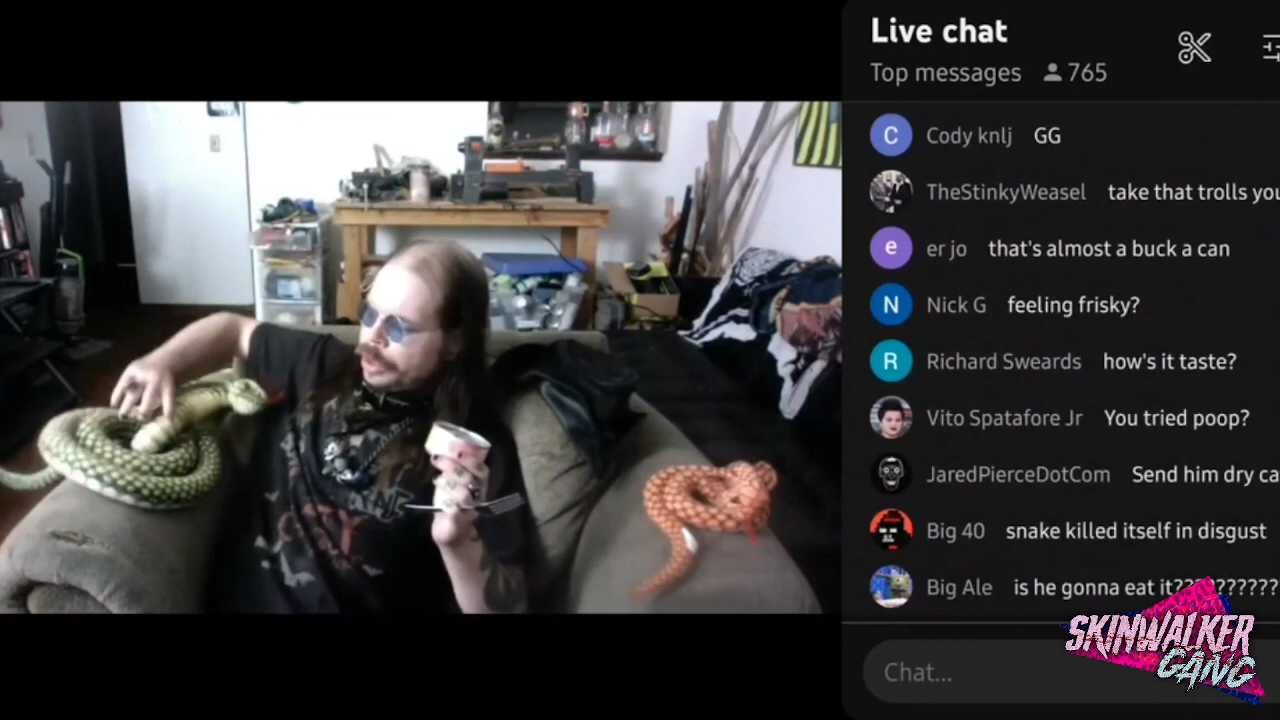 Live chat
Top messages 765
C Cody knlj GG
TheStinkyWeasel take that trolls you
e er jo that's almost a buck a can
N Nick G feeling frisky?
R Richard Sweards how's it taste?
Vito Spatafore Jr You tried poop?
JaredPierceDotCom Send him dry ca
Big 40 snake killed itself in disgust
Big Ale is he gonna eat it??????????
Chat...
SKINWALKER
GANG